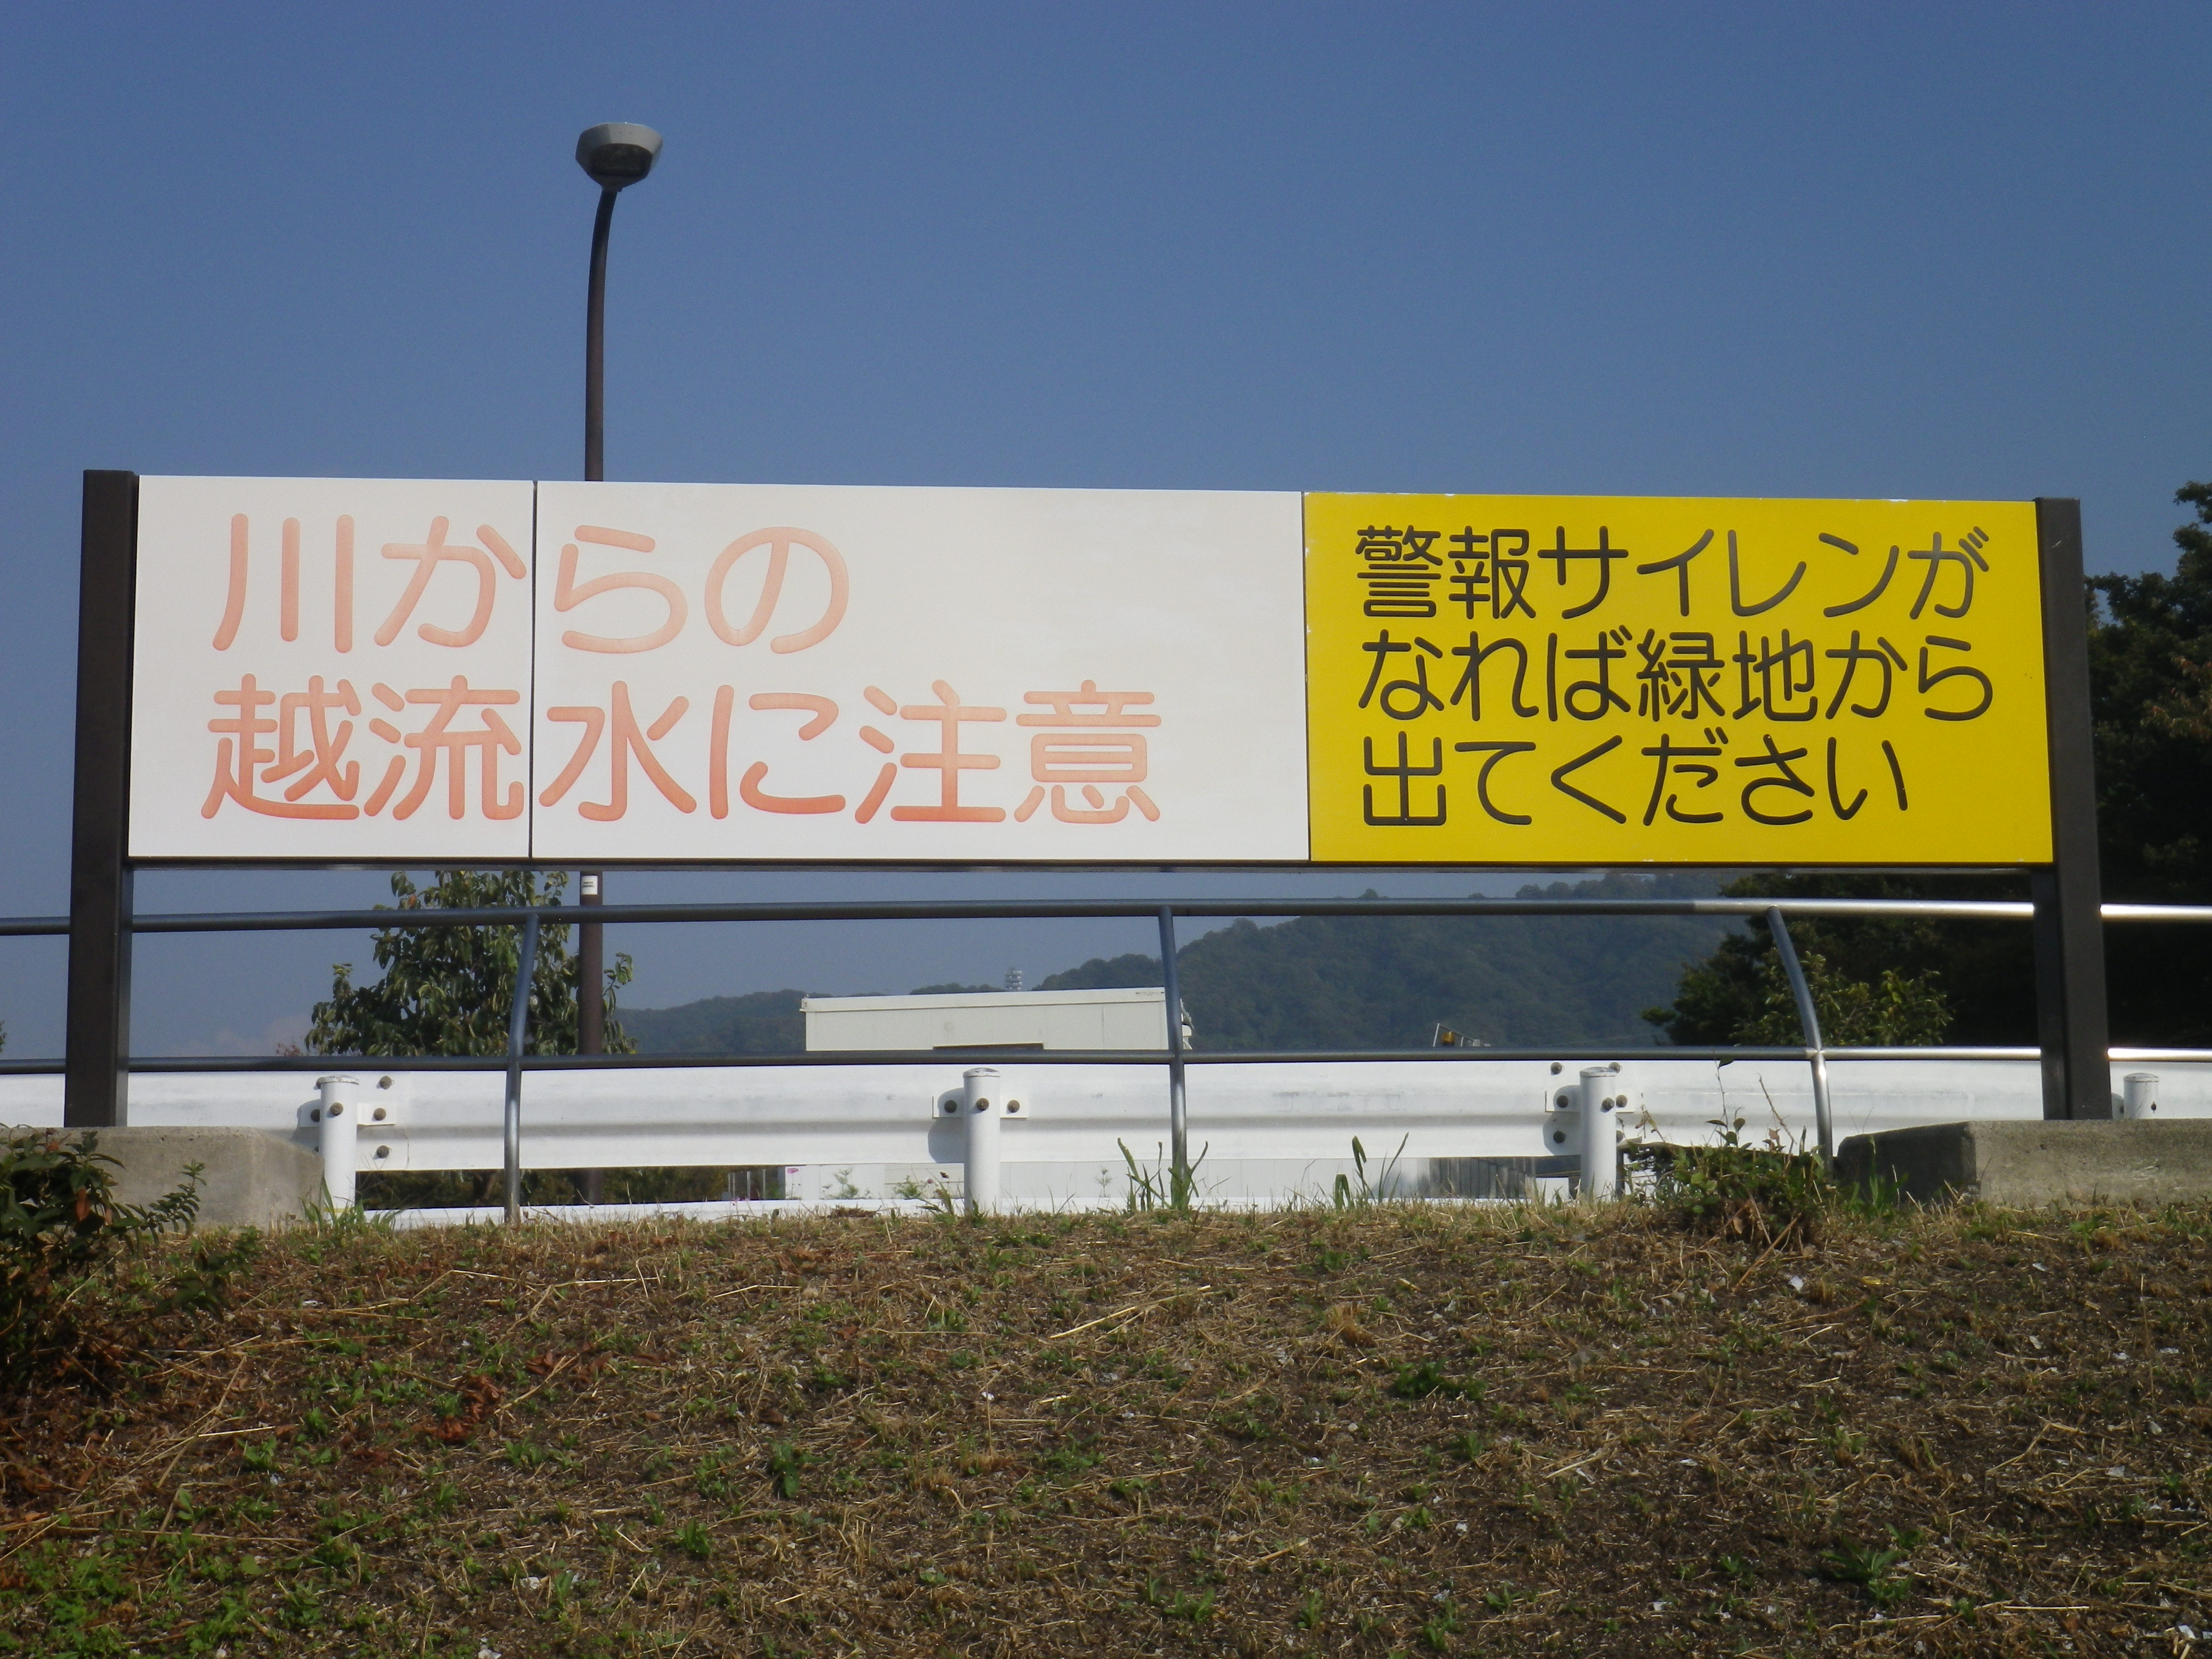 川からの
越流水に注意
警報サイレンが
なれば緑地から
出てください